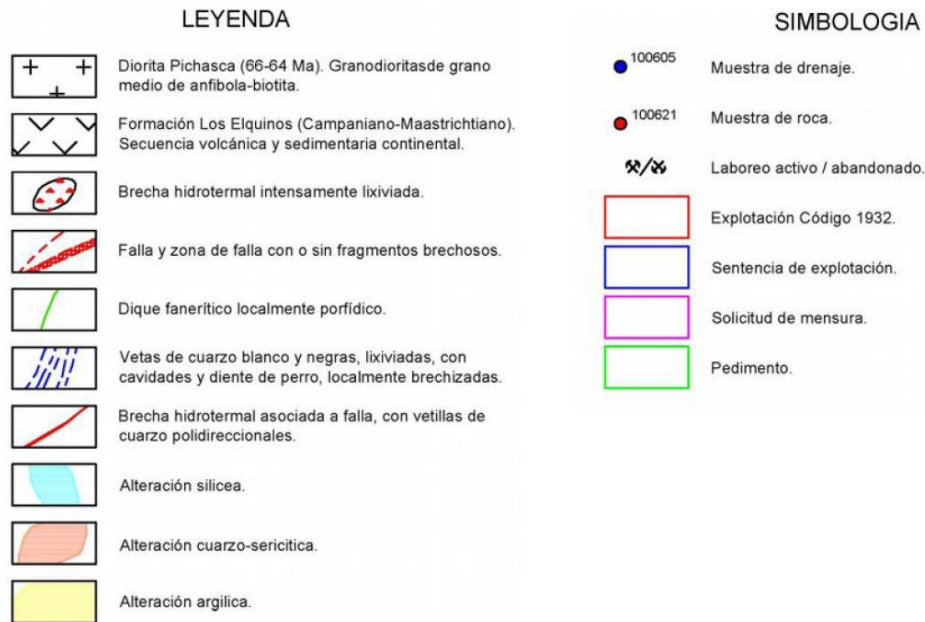 LEYENDA
Diorita Pichasca (66-64 Ma). Granodioritasde grano
medio de anfibola-biotita.
Formación Los Elquinos (Campaniano-Maastrichtiano).
Secuencia volcánica y sedimentaria continental.
Brecha hidrotermal intensamente lixiviada.
Falla y zona de falla con o sin fragmentos brechosos.
Dique fanerítico localmente porfídico.
Vetas de cuarzo blanco y negras, lixiviadas, con
cavidades y diente de perro, localmente brechizadas.
Brecha hidrotermal asociada a falla, con vetillas de
cuarzo polidireccionales.
Alteración silicea.
Alteración cuarzo-sericitica.
Alteración argilica.
SIMBOLOGIA
100605
Muestra de drenaje.
100621
Muestra de roca.
Laboreo activo / abandonado.
Explotación Código 1932.
Sentencia de explotación.
Solicitud de mensura.
Pedimento.